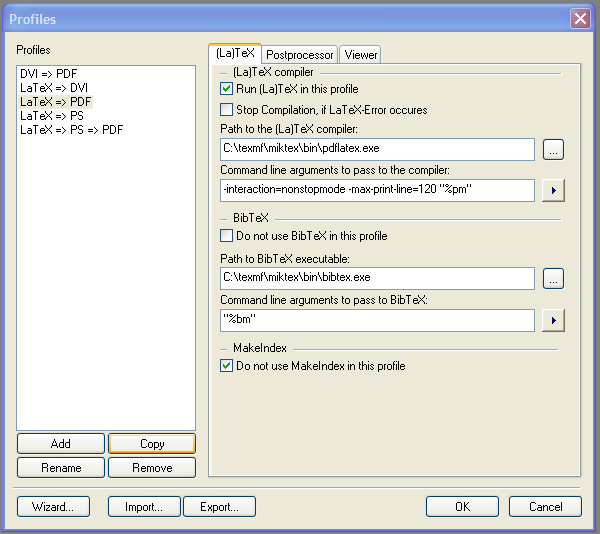 Profiles
Profiles
DVI => PDF
LaTeX => DVI
LaTeX => PDF
LaTeX => PS
LaTeX => PS => PDF
Add
Copy
Rename
Remove
(La)TeX
Postprocessor
Viewer
(La)TeX compiler
Run (La)TeX in this profile
Stop Compilation, if LaTeX-Error occures
Path to the (La)TeX compiler:
C:\texmf\miktex\bin\pdflatex.exe
...
Command line arguments to pass to the compiler:
-interaction=nonstopmode -max-print-line=120 "%pm"
BibTeX
Do not use BibTeX in this profile
Path to BibTeX executable:
C:\texmf\miktex\bin\bibtex.exe
...
Command line arguments to pass to BibTeX:
"%bm"
MakeIndex
Do not use MakeIndex in this profile
Wizard...
Import...
Export...
OK
Cancel